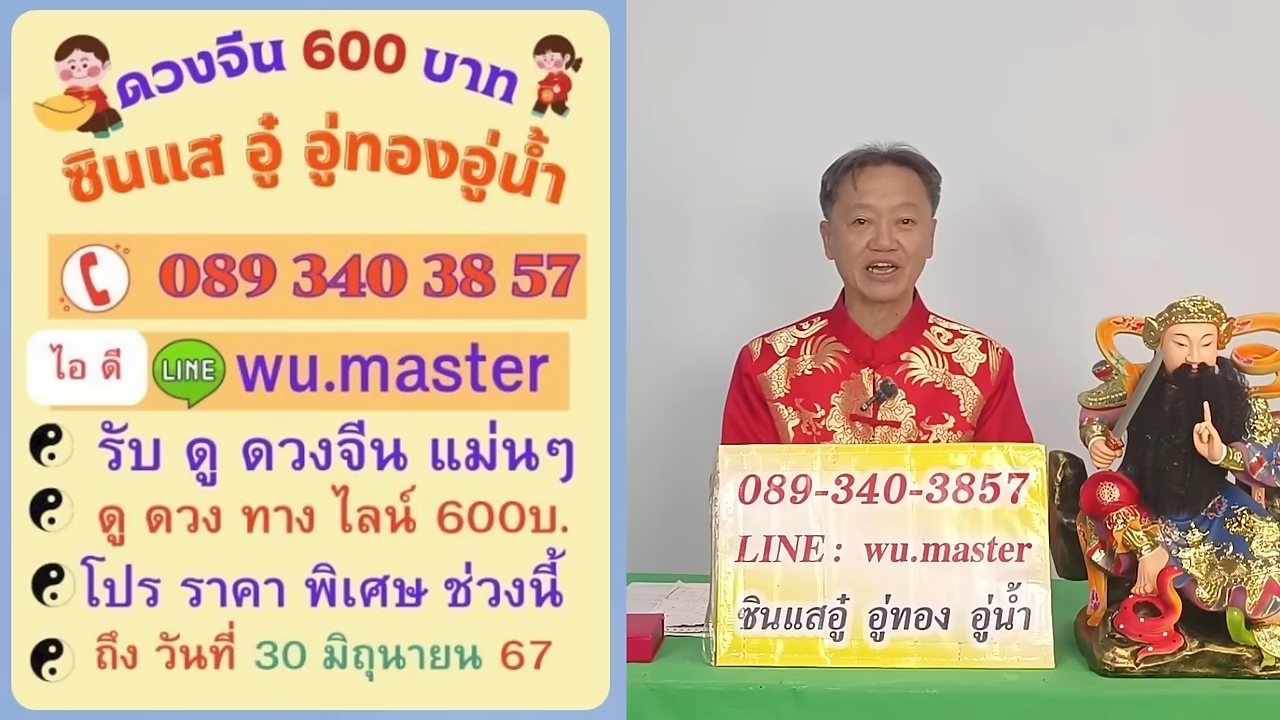 ดวงจีน 600 บาท
ซินแส อู๋ อู่ทองอู่น้ำ
089 340 38 57
ไอ ดี LINE wu.master
รับ ดู ดวงจีน แม่นๆ
ดู ดวง ทาง ไลน์ 600บ.
โปร ราคา พิเศษ ช่วงนี้
ถึง วันที่ 30 มิถุนายน 67
089-340-3857
LINE : wu.master
ซินแสอู๋ อู่ทอง อู่น้ำ